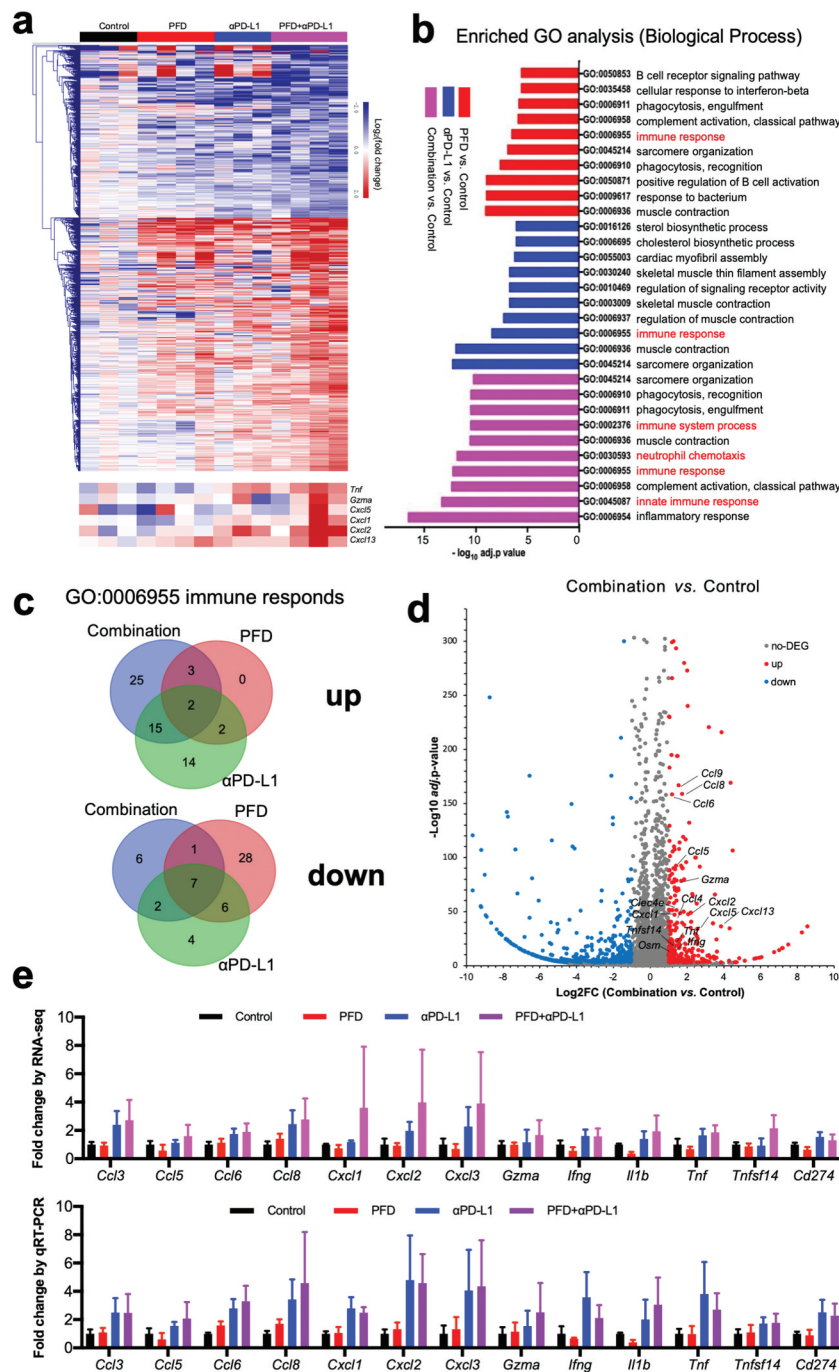 a
Control PFD αPD-L1 PFD+αPD-L1
-2.0 0.0 2.0
Log₂(fold change)
Tnf
Gzma
Cxcl5
Cxcl1
Cxcl2
Cxcl13
b Enriched GO analysis (Biological Process)
PFD vs. Control
αPD-L1 vs. Control
Combination vs. Control
GO:0050853 B cell receptor signaling pathway
GO:0035458 cellular response to interferon-beta
GO:0006911 phagocytosis, engulfment
GO:0006958 complement activation, classical pathway
GO:0006955 immune response
GO:0045214 sarcomere organization
GO:0006910 phagocytosis, recognition
GO:0050871 positive regulation of B cell activation
GO:0009617 response to bacterium
GO:0006936 muscle contraction
GO:0016126 sterol biosynthetic process
GO:0006695 cholesterol biosynthetic process
GO:0055003 cardiac myofibril assembly
GO:0030240 skeletal muscle thin filament assembly
GO:0010469 regulation of signaling receptor activity
GO:0003009 skeletal muscle contraction
GO:0006937 regulation of muscle contraction
GO:0006955 immune response
GO:0006936 muscle contraction
GO:0045214 sarcomere organization
GO:0045214 sarcomere organization
GO:0006910 phagocytosis, recognition
GO:0006911 phagocytosis, engulfment
GO:0002376 immune system process
GO:0006936 muscle contraction
GO:0030593 neutrophil chemotaxis
GO:0006955 immune response
GO:0006958 complement activation, classical pathway
GO:0045087 innate immune response
GO:0006954 inflammatory response
15 10 5 0
- log₁₀ adj.p value
c
GO:0006955 immune responds
Combination PFD
25 3 0
2
15 2
14
αPD-L1
up
Combination PFD
6 1 28
7
2 6
4
αPD-L1
down
d
Combination vs. Control
no-DEG
up
down
-Log10 adj.p-value
300
250
200
150
100
50
0
Ccl9
Ccl8
Ccl6
Ccl5
Gzma
Clec4e Ccl4 Cxcl2
Cxcl1 Cxcl5 Cxcl13
Tnfsf14 Tnf
Osm Ifng
-10 -8 -6 -4 -2 0 2 4 6 8 10
Log2FC (Combination vs. Control)
e
Fold change by RNA-seq
10
8
6
4
2
0
Control PFD αPD-L1 PFD+αPD-L1
Ccl3 Ccl5 Ccl6 Ccl8 Cxcl1 Cxcl2 Cxcl3 Gzma Ifng Il1b Tnf Tnfsf14 Cd274
Fold change by qRT-PCR
10
8
6
4
2
0
Control PFD αPD-L1 PFD+αPD-L1
Ccl3 Ccl5 Ccl6 Ccl8 Cxcl1 Cxcl2 Cxcl3 Gzma Ifng Il1b Tnf Tnfsf14 Cd274